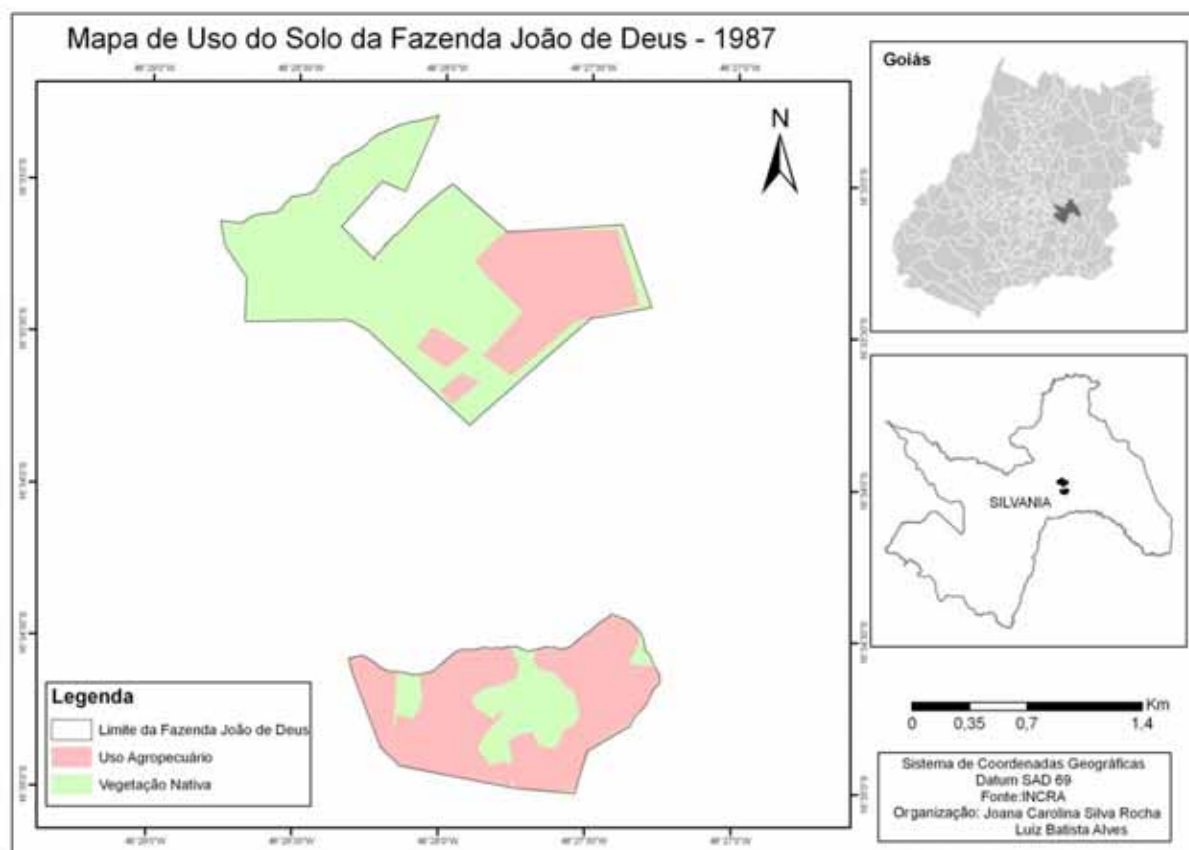 Mapa de Uso do Solo da Fazenda João de Deus - 1987
N
Legenda
Limite da Fazenda João de Deus
Uso Agropecuário
Vegetação Nativa
Goiás
SILVANIA
Km
0 0,35 0,7 1,4
Sistema de Coordenadas Geográficas
Datum SAD 69
Fonte:INCRA
Organização: Joana Carolina Silva Rocha
Luiz Batista Alves